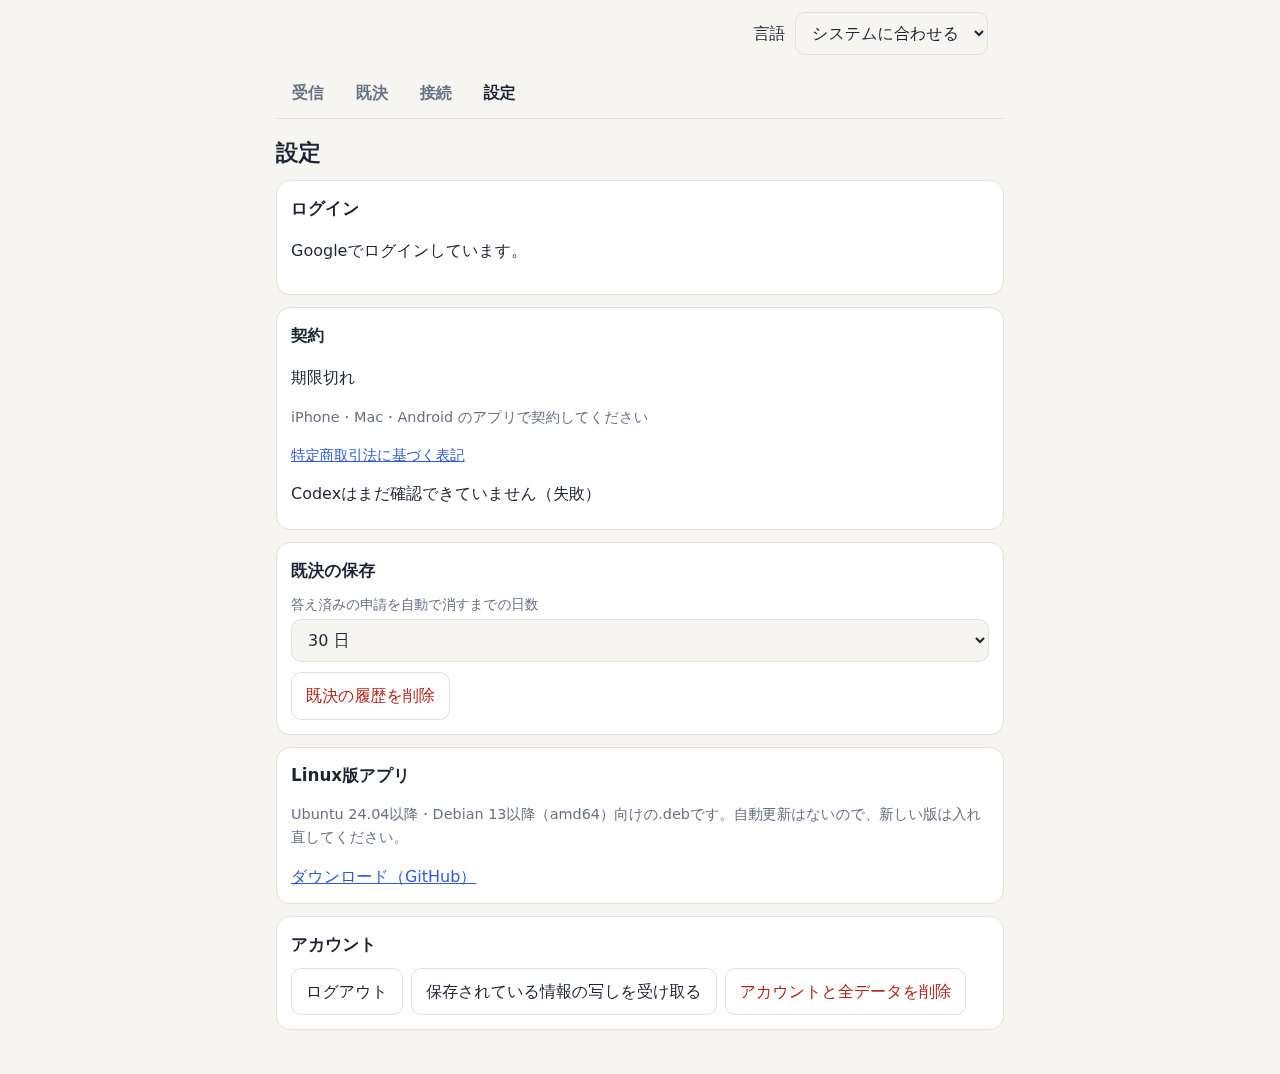 言語 システムに合わせる
受信 既決 接続 設定
設定
ログイン
Googleでログインしています。
契約
期限切れ
iPhone・Mac・Android のアプリで契約してください
特定商取引法に基づく表記
Codexはまだ確認できていません（失敗）
既決の保存
答え済みの申請を自動で消すまでの日数
30 日
既決の履歴を削除
Linux版アプリ
Ubuntu 24.04以降・Debian 13以降（amd64）向けの.debです。自動更新はないので、新しい版は入れ
直してください。
ダウンロード（GitHub）
アカウント
ログアウト 保存されている情報の写しを受け取る アカウントと全データを削除